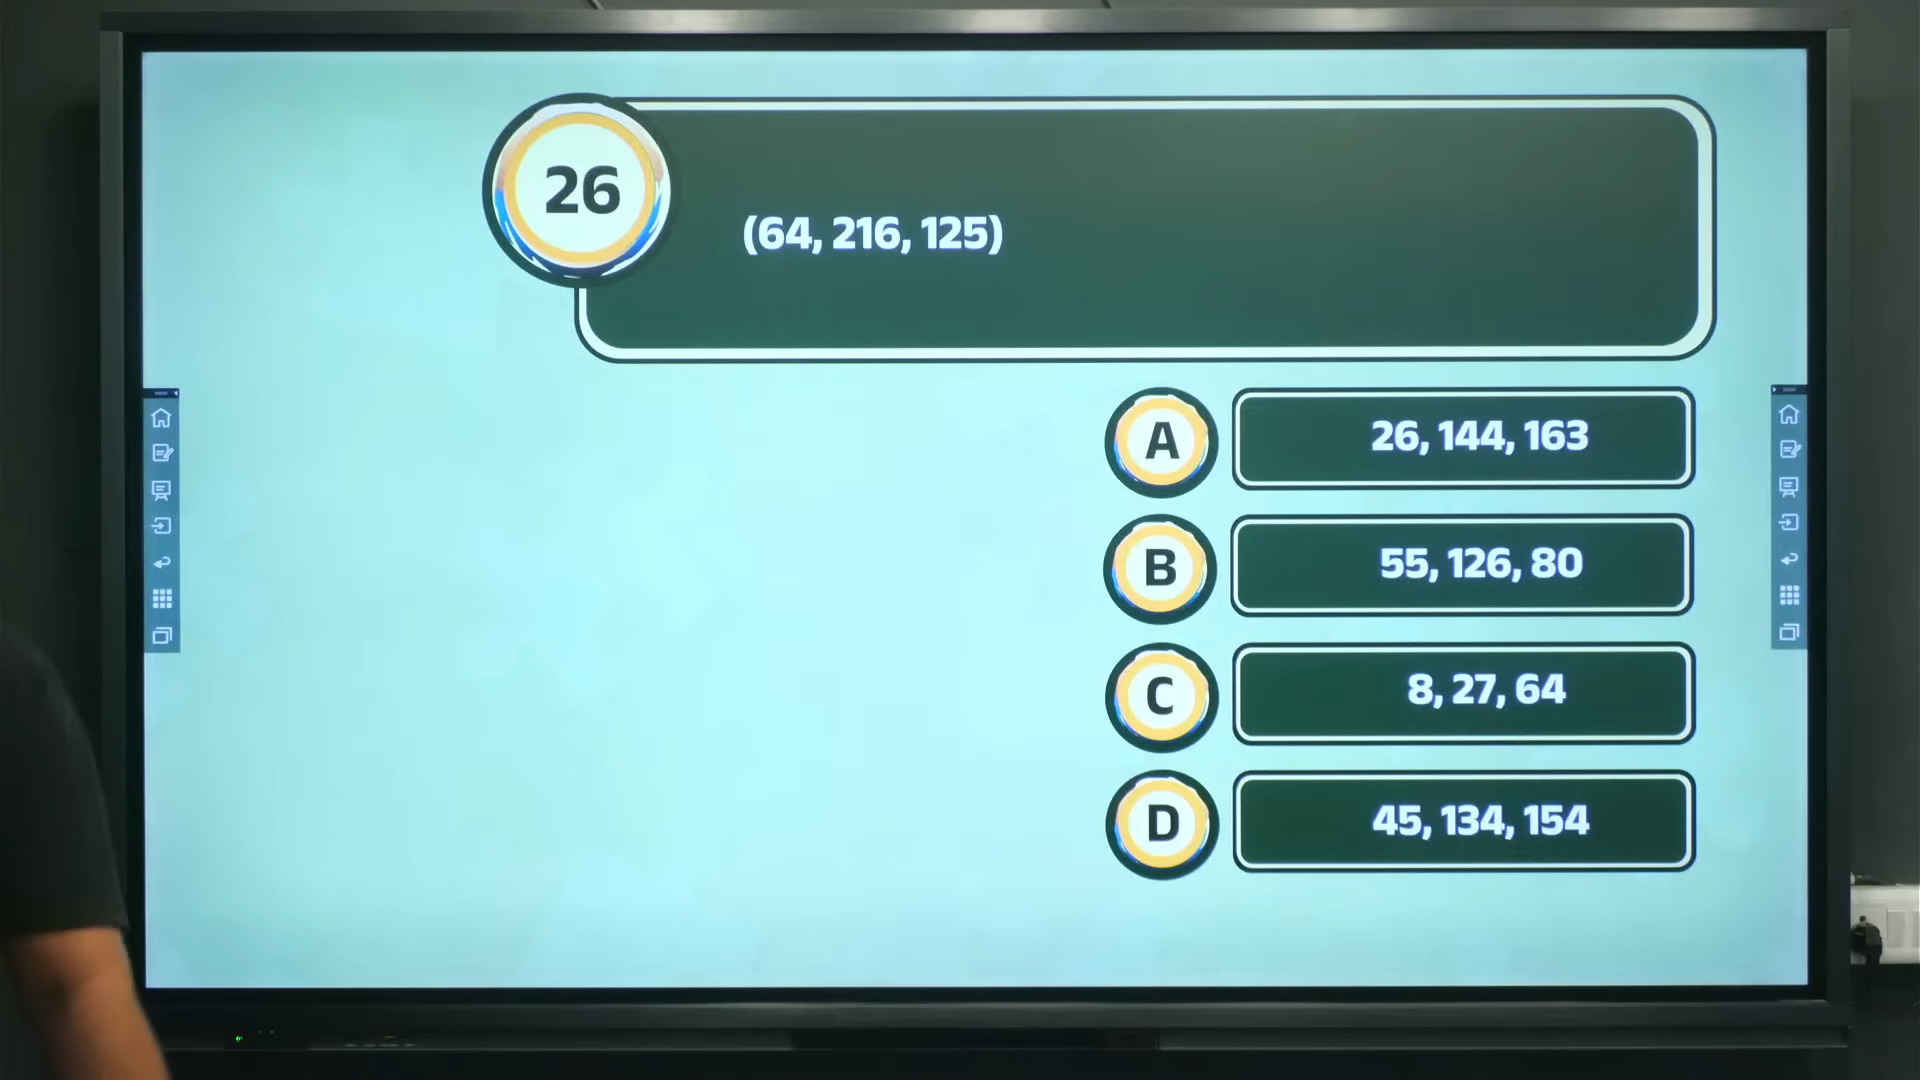 26
(64, 216, 125)
A 26, 144, 163
B 55, 126, 80
C 8, 27, 64
D 45, 134, 154